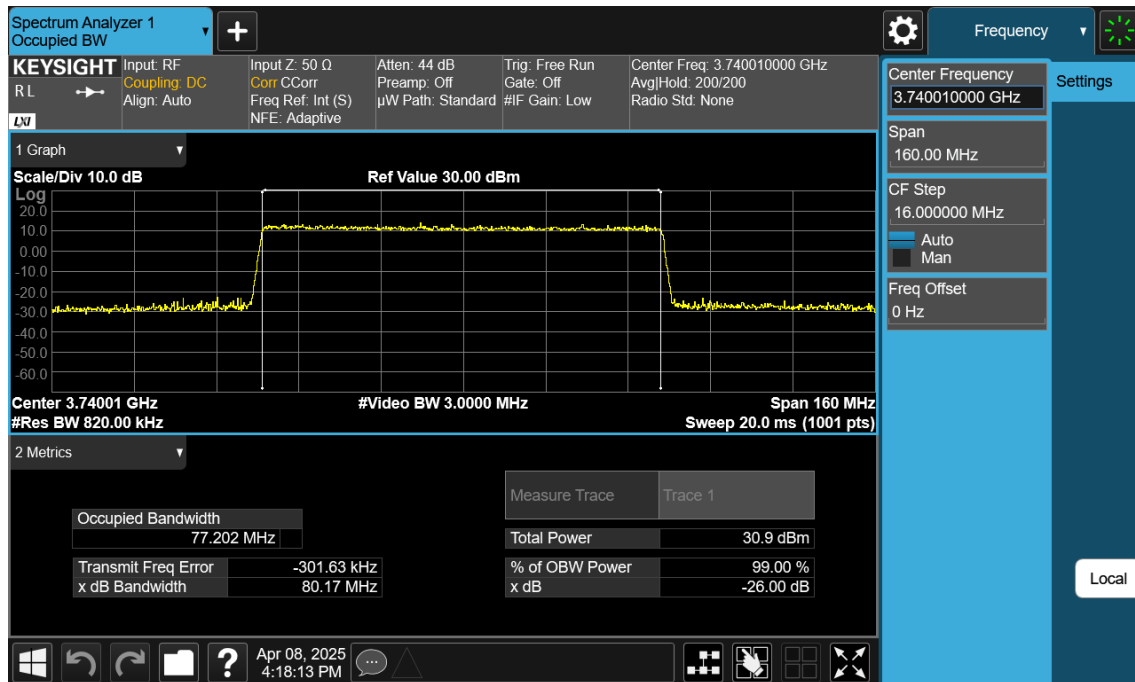 Spectrum Analyzer 1
Occupied BW
+
Frequency
KEYSIGHT
R L
LXI
Input: RF
Coupling: DC
Align: Auto
Input Z: 50 Ω
Corr CCorr
Freq Ref: Int (S)
NFE: Adaptive
Atten: 44 dB
Preamp: Off
µW Path: Standard
Trig: Free Run
Gate: Off
#IF Gain: Low
Center Freq: 3.740010000 GHz
Avg|Hold: 200/200
Radio Std: None
Center Frequency
3.740010000 GHz
Settings
Span
160.00 MHz
CF Step
16.000000 MHz
Auto
Man
Freq Offset
0 Hz
Local
1 Graph
Scale/Div 10.0 dB
Ref Value 30.00 dBm
Log
20.0
10.0
0.00
-10.0
-20.0
-30.0
-40.0
-50.0
-60.0
Center 3.74001 GHz
#Video BW 3.0000 MHz
Span 160 MHz
#Res BW 820.00 kHz
Sweep 20.0 ms (1001 pts)
2 Metrics
Measure Trace Trace 1
Occupied Bandwidth
77.202 MHz
Total Power 30.9 dBm
Transmit Freq Error -301.63 kHz
% of OBW Power 99.00 %
x dB Bandwidth 80.17 MHz
x dB -26.00 dB
?
Apr 08, 2025
4:18:13 PM